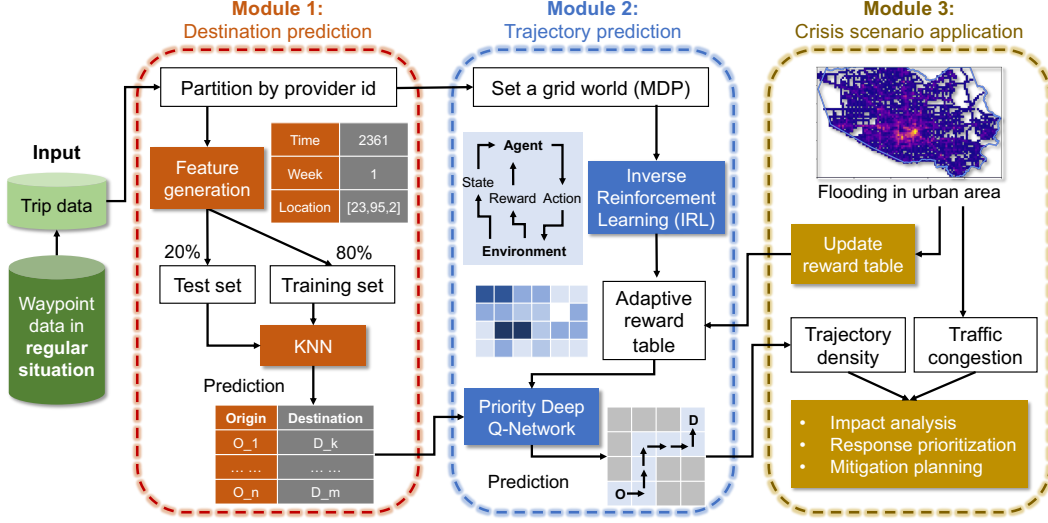 Module 1:
Destination prediction
Module 2:
Trajectory prediction
Module 3:
Crisis scenario application
Input
Trip data
Waypoint
data in
regular
situation
Partition by provider id
Feature
generation
Time
2361
Week
1
Location
[23,95,2]
20%
80%
Test set
Training set
KNN
Prediction
Origin
Destination
O_1
D_k
... ...
... ...
O_n
D_m
Set a grid world (MDP)
Agent
State
Reward
Action
Environment
Inverse
Reinforcement
Learning (IRL)
Adaptive
reward
table
Priority Deep
Q-Network
Prediction
D
O
Flooding in urban area
Update
reward table
Trajectory
density
Traffic
congestion
• Impact analysis
• Response prioritization
• Mitigation planning